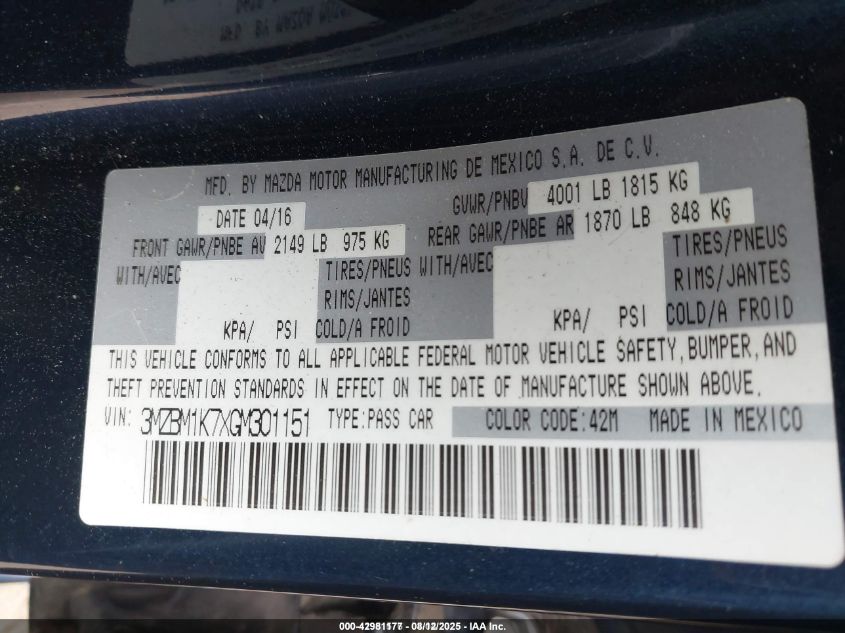 MFD. BY MAZDA MOTOR MANUFACTURING DE MEXICO S.A. DE C.V.
DATE 04/16 GVWR/PNBV 4001 LB 1815 KG
FRONT GAWR/PNBE AV 2149 LB 975 KG REAR GAWR/PNBE AR 1870 LB 848 KG
WITH/AVEC TIRES/PNEUS WITH/AVEC TIRES/PNEUS
RIMS/JANTES RIMS/JANTES
KPA/ PSI COLD/A FROID KPA/ PSI COLD/A FROID
THIS VEHICLE CONFORMS TO ALL APPLICABLE FEDERAL MOTOR VEHICLE SAFETY, BUMPER, AND
THEFT PREVENTION STANDARDS IN EFFECT ON THE DATE OF MANUFACTURE SHOWN ABOVE.
VIN: 3MZBM1K7XGM301151 TYPE: PASS CAR COLOR CODE: 42M MADE IN MEXICO
000-42981177 - 08/12/2025 -